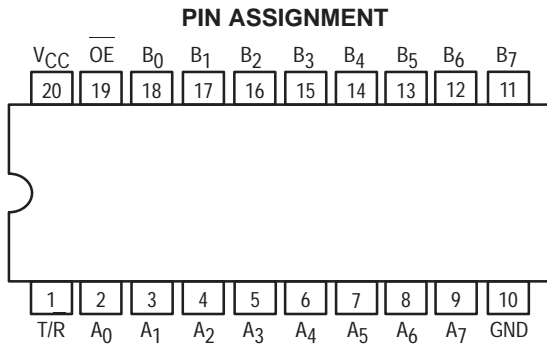 PIN ASSIGNMENT
VCC OE B0 B1 B2 B3 B4 B5 B6 B7
20 19 18 17 16 15 14 13 12 11
1 2 3 4 5 6 7 8 9 10
T/R A0 A1 A2 A3 A4 A5 A6 A7 GND